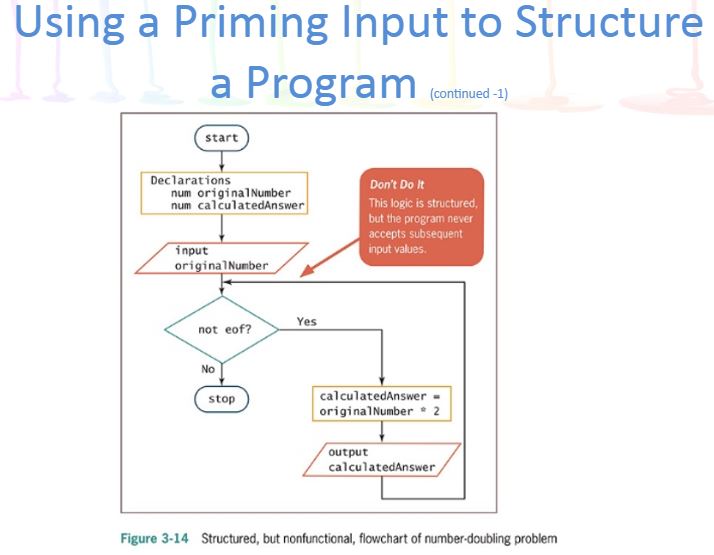 Using a Priming Input to Structure
a Program (continued -1)
start
Declarations
num originalNumber
num calculatedAnswer
Don't Do It
This logic is structured,
but the program never
accepts subsequent
input values.
input
originalNumber
not eof?
Yes
No
stop
calculatedAnswer =
originalNumber * 2
output
calculatedAnswer
Figure 3-14 Structured, but nonfunctional, flowchart of number-doubling problem